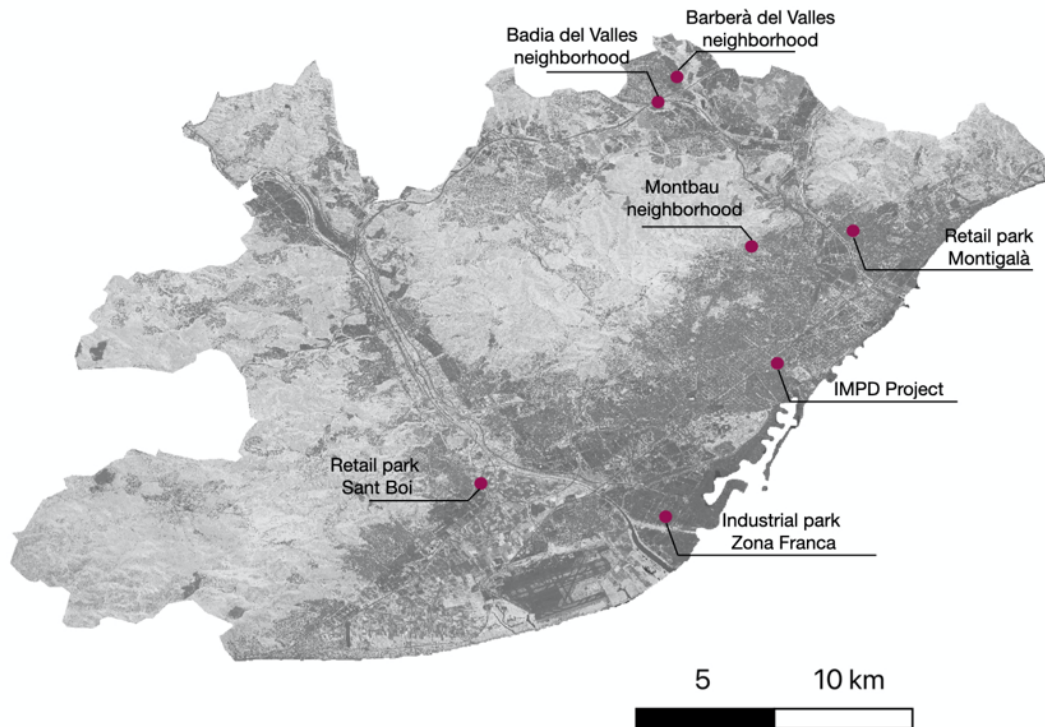 Barberà del Valles
neighborhood
Badia del Valles
neighborhood
Montbau
neighborhood
Retail park
Montigalà
IMPD Project
Retail park
Sant Boi
Industrial park
Zona Franca
5 10 km